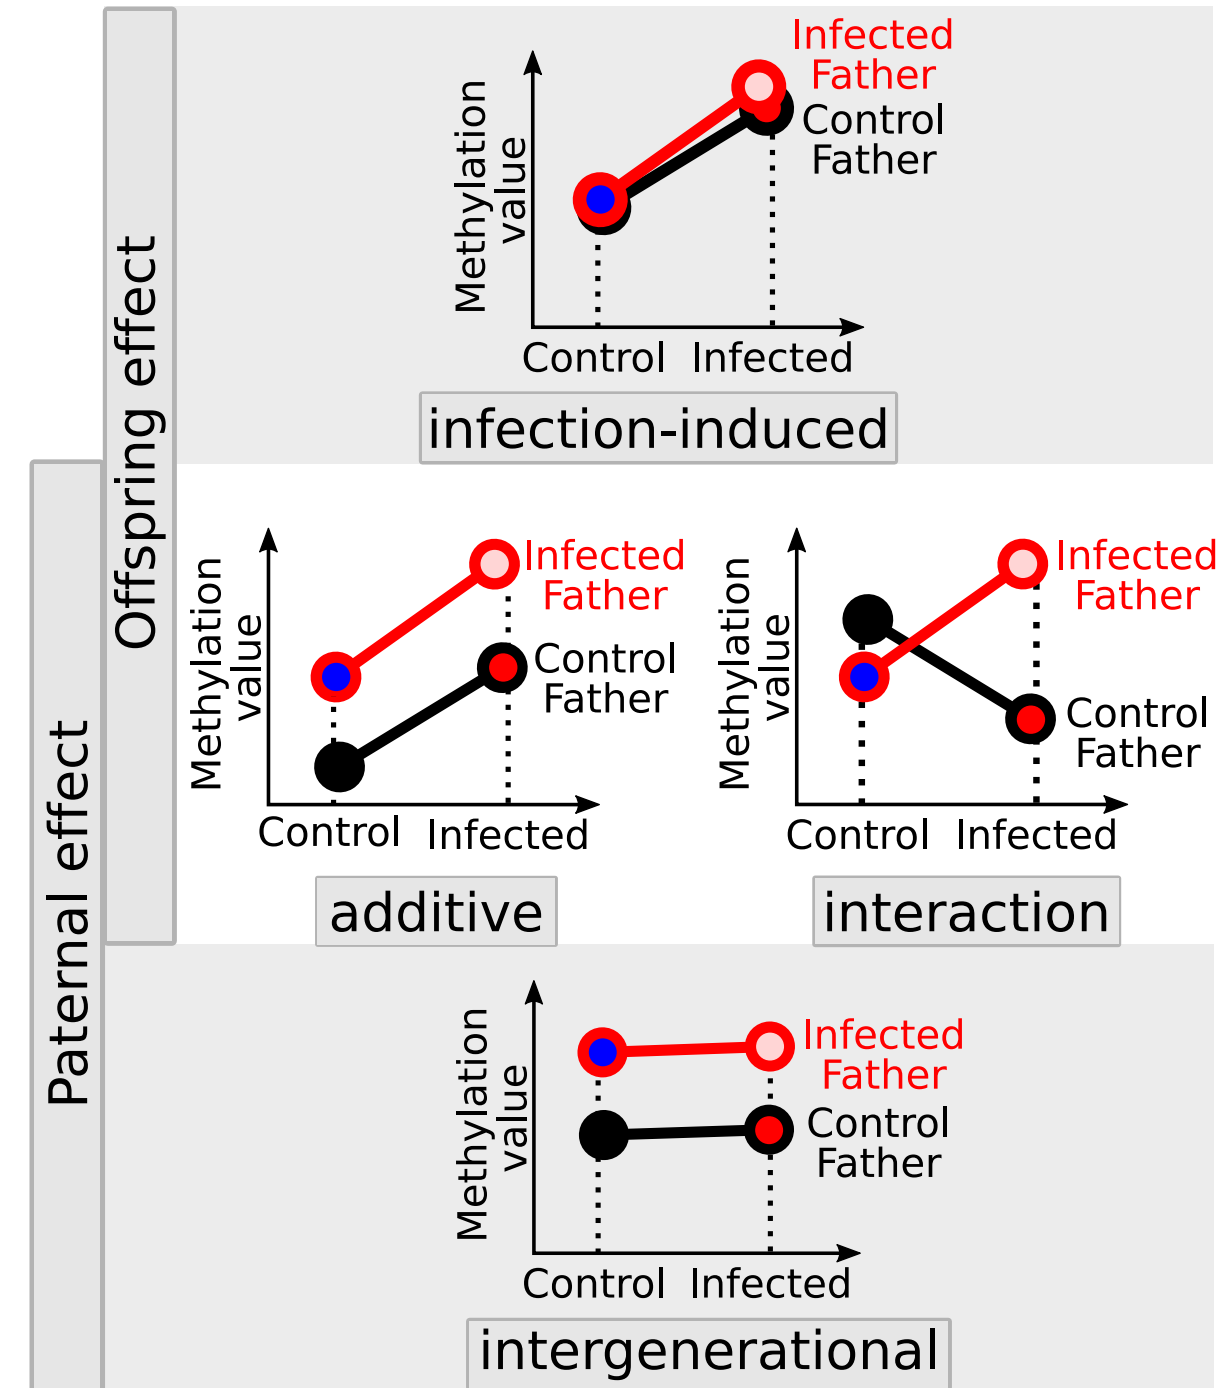 Offspring effect
Paternal effect
Methylation
value
Infected
Father
Control
Father
Control Infected
infection-induced
Methylation
value
Infected
Father
Control
Father
Control Infected
additive
Methylation
value
Infected
Father
Control
Father
Control Infected
interaction
Methylation
value
Infected
Father
Control
Father
Control Infected
intergenerational